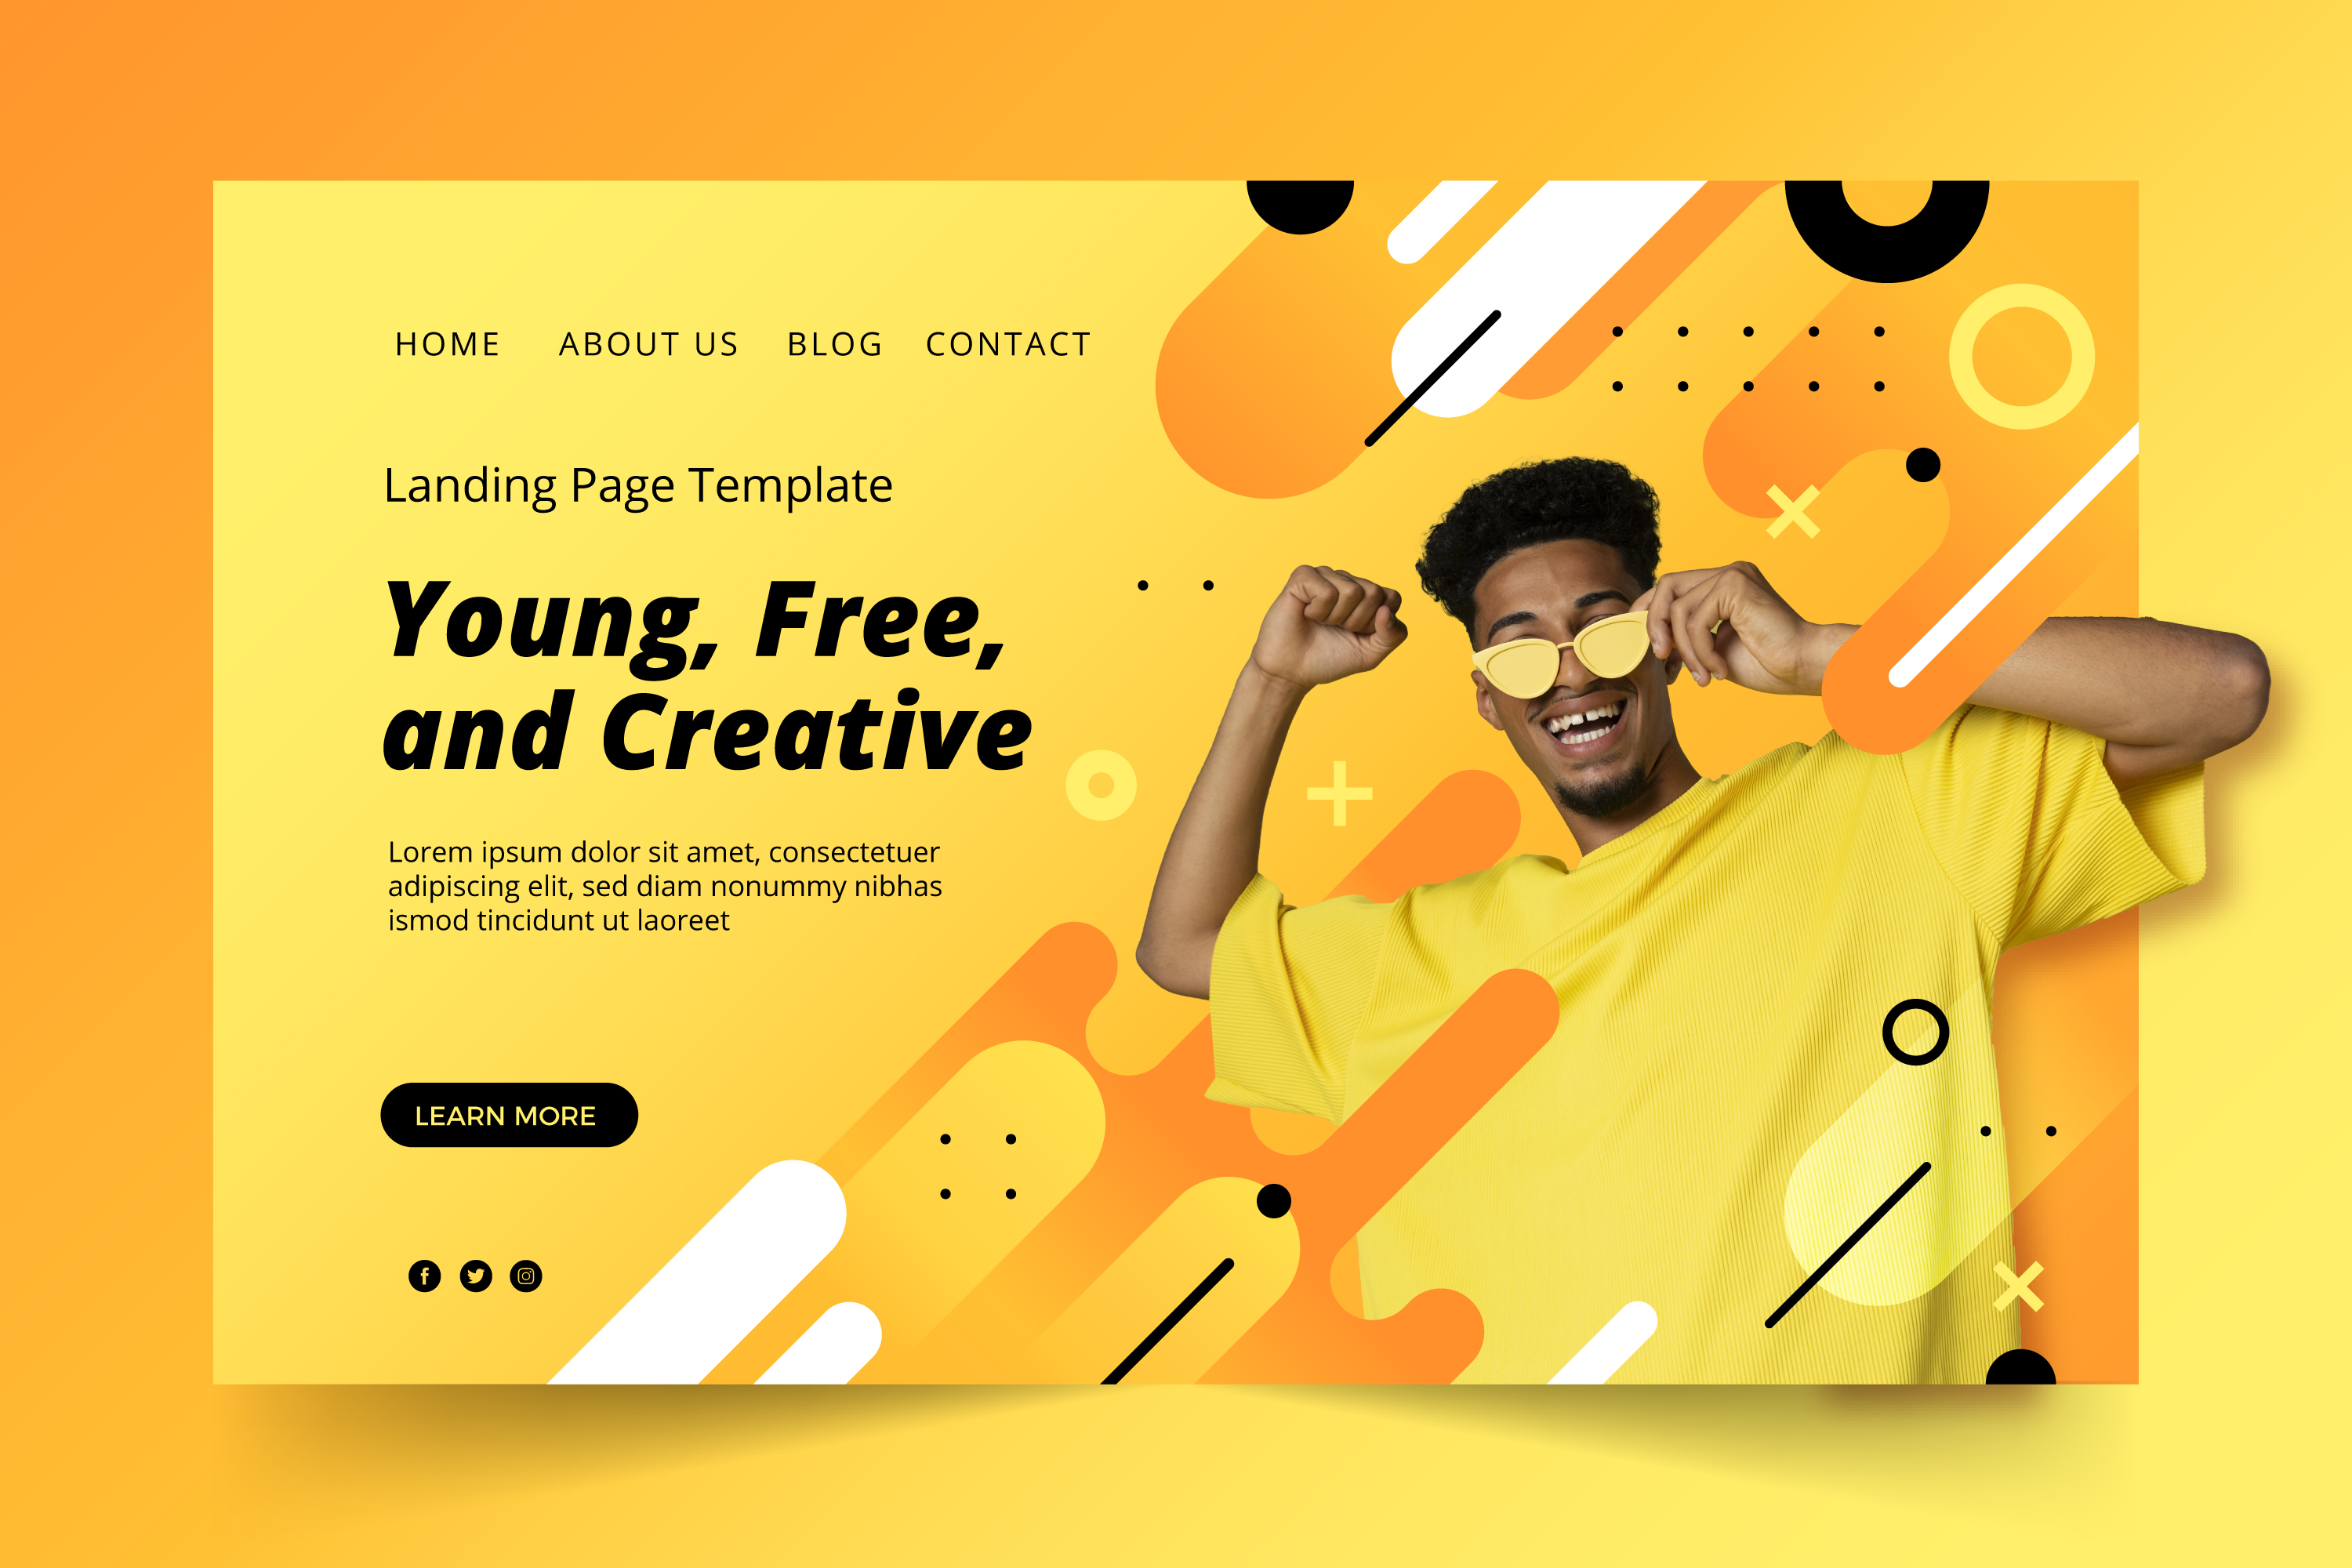 HOME ABOUT US BLOG CONTACT
Landing Page Template
Young, Free,
and Creative
Lorem ipsum dolor sit amet, consectetuer
adipiscing elit, sed diam nonummy nibhas
ismod tincidunt ut laoreet
LEARN MORE